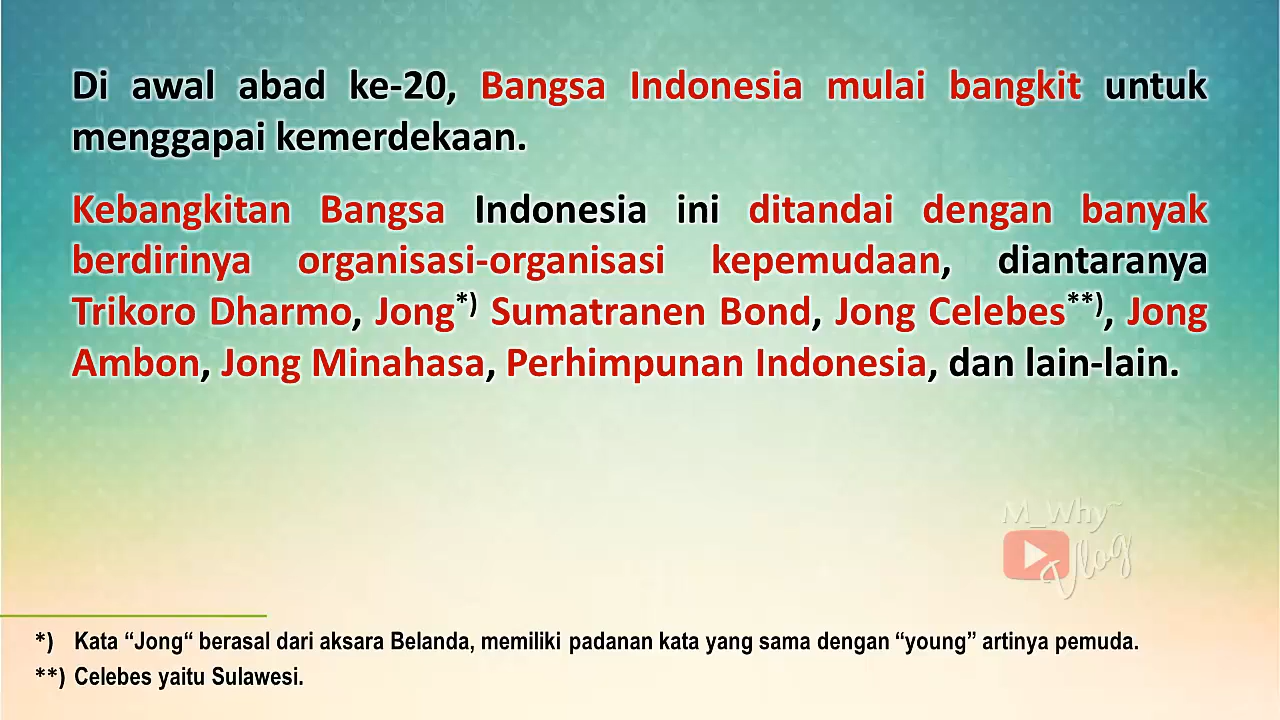 Di awal abad ke-20, Bangsa Indonesia mulai bangkit untuk
menggapai kemerdekaan.
Kebangkitan Bangsa Indonesia ini ditandai dengan banyak
berdirinya organisasi-organisasi kepemudaan, diantaranya
Trikoro Dharmo, Jong*) Sumatranen Bond, Jong Celebes**), Jong
Ambon, Jong Minahasa, Perhimpunan Indonesia, dan lain-lain.
M_Why~
Vlog
*) Kata “Jong“ berasal dari aksara Belanda, memiliki padanan kata yang sama dengan “young” artinya pemuda.
**) Celebes yaitu Sulawesi.